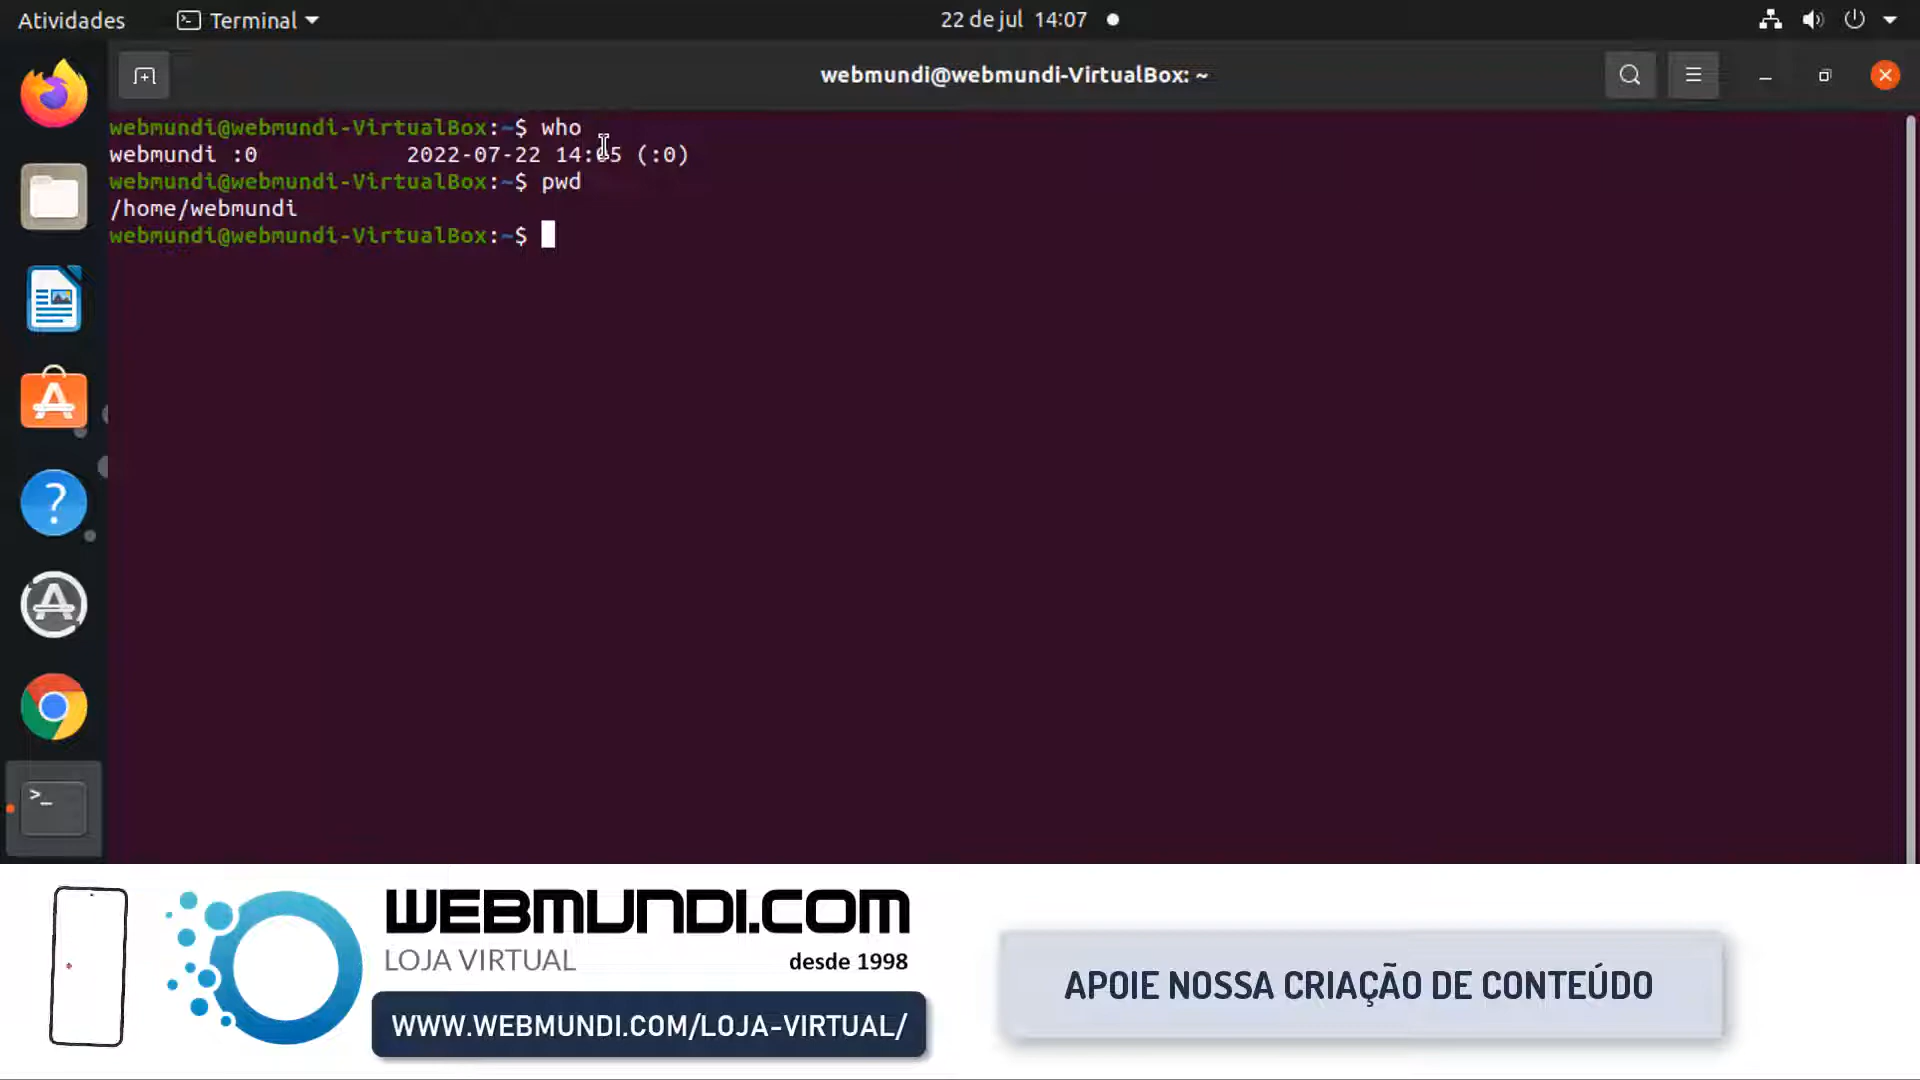 Atividades
Terminal
22 de jul 14:07
webmundi@webmundi-VirtualBox: ~
webmundi@webmundi-VirtualBox:~$ who
webmundi :0           2022-07-22 14:05 (:0)
webmundi@webmundi-VirtualBox:~$ pwd
/home/webmundi
webmundi@webmundi-VirtualBox:~$
WEBMUNDI.COM
LOJA VIRTUAL
desde 1998
WWW.WEBMUNDI.COM/LOJA-VIRTUAL/
APOIE NOSSA CRIAÇÃO DE CONTEÚDO